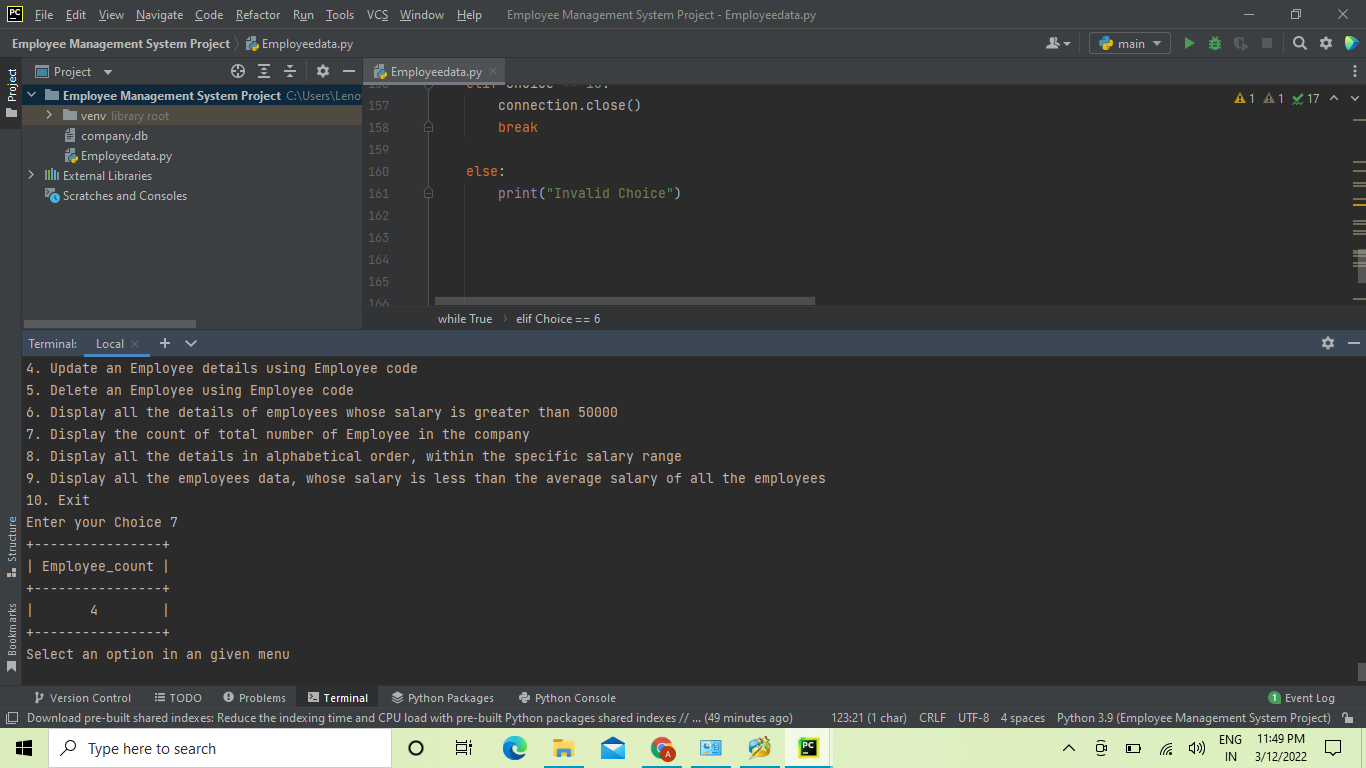 PC File Edit View Navigate Code Refactor Run Tools VCS Window Help Employee Management System Project - Employeedata.py
Employee Management System Project Employeedata.py main
Project
Project
Employeedata.py
Employee Management System Project C:\Users\Leno
venv library root
company.db
Employeedata.py
External Libraries
Scratches and Consoles
157 connection.close()
158 break
159
160 else:
161 print("Invalid Choice")
162
163
164
165
166
1 1 17
while True elif Choice == 6
Terminal: Local
4. Update an Employee details using Employee code
5. Delete an Employee using Employee code
6. Display all the details of employees whose salary is greater than 50000
7. Display the count of total number of Employee in the company
8. Display all the details in alphabetical order, within the specific salary range
9. Display all the employees data, whose salary is less than the average salary of all the employees
10. Exit
Enter your Choice 7
+----------------+
| Employee_count |
+----------------+
| 4 |
+----------------+
Select an option in an given menu
Structure
Bookmarks
Version Control TODO Problems Terminal Python Packages Python Console 1 Event Log
Download pre-built shared indexes: Reduce the indexing time and CPU load with pre-built Python packages shared indexes // ... (49 minutes ago) 123:21 (1 char) CRLF UTF-8 4 spaces Python 3.9 (Employee Management System Project)
Type here to search
A
PC
ENG
IN
11:49 PM
3/12/2022